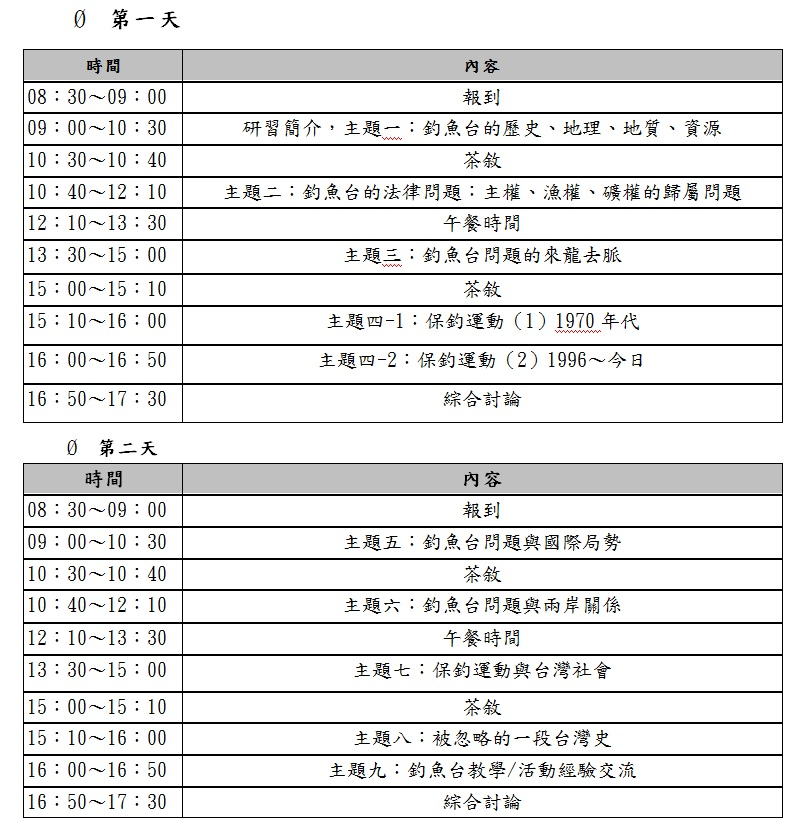 Ø 第一天
時間 內容
08：30～09：00 報到
09：00～10：30 研習簡介，主題一：釣魚台的歷史、地理、地質、資源
10：30～10：40 茶敘
10：40～12：10 主題二：釣魚台的法律問題：主權、漁權、礦權的歸屬問題
12：10～13：30 午餐時間
13：30～15：00 主題三：釣魚台問題的來龍去脈
15：00～15：10 茶敘
15：10～16：00 主題四-1：保釣運動（1）1970 年代
16：00～16：50 主題四-2：保釣運動（2）1996～今日
16：50～17：30 綜合討論
Ø 第二天
時間 內容
08：30～09：00 報到
09：00～10：30 主題五：釣魚台問題與國際局勢
10：30～10：40 茶敘
10：40～12：10 主題六：釣魚台問題與兩岸關係
12：10～13：30 午餐時間
13：30～15：00 主題七：保釣運動與台灣社會
15：00～15：10 茶敘
15：10～16：00 主題八：被忽略的一段台灣史
16：00～16：50 主題九：釣魚台教學/活動經驗交流
16：50～17：30 綜合討論